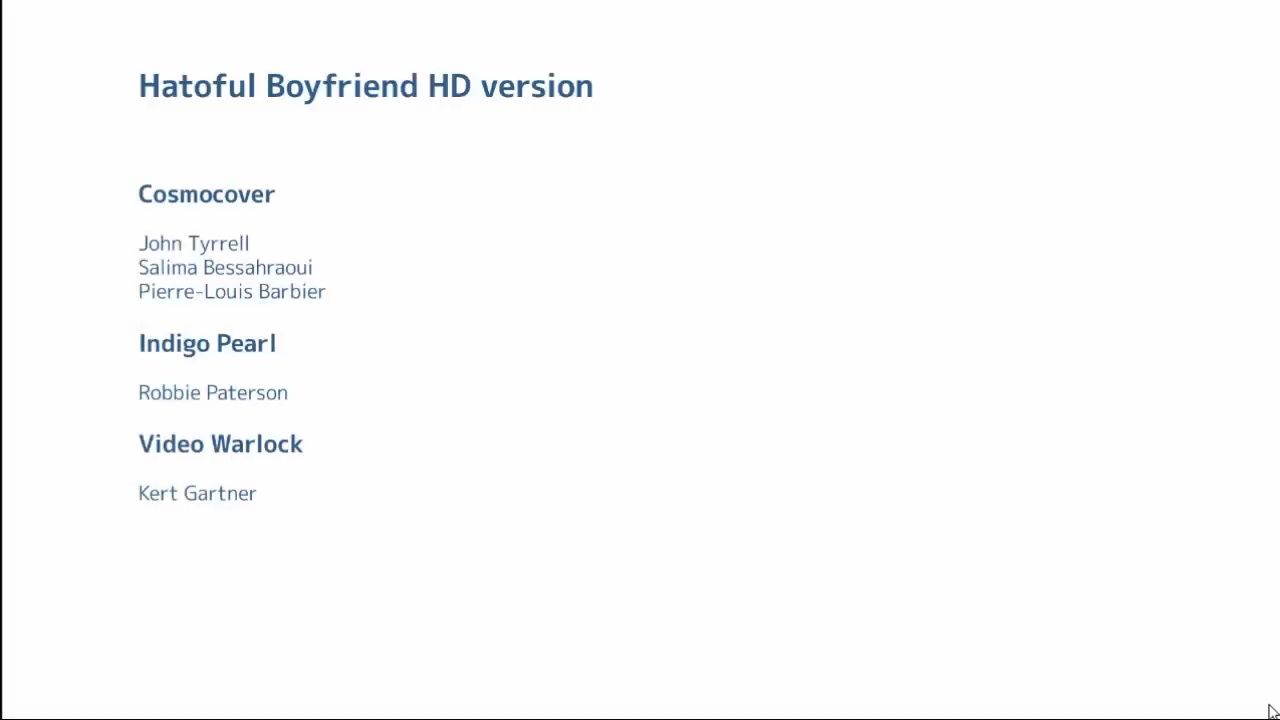 Hatoful Boyfriend HD version
Cosmocover
John Tyrrell
Salima Bessahraoui
Pierre-Louis Barbier
Indigo Pearl
Robbie Paterson
Video Warlock
Kert Gartner